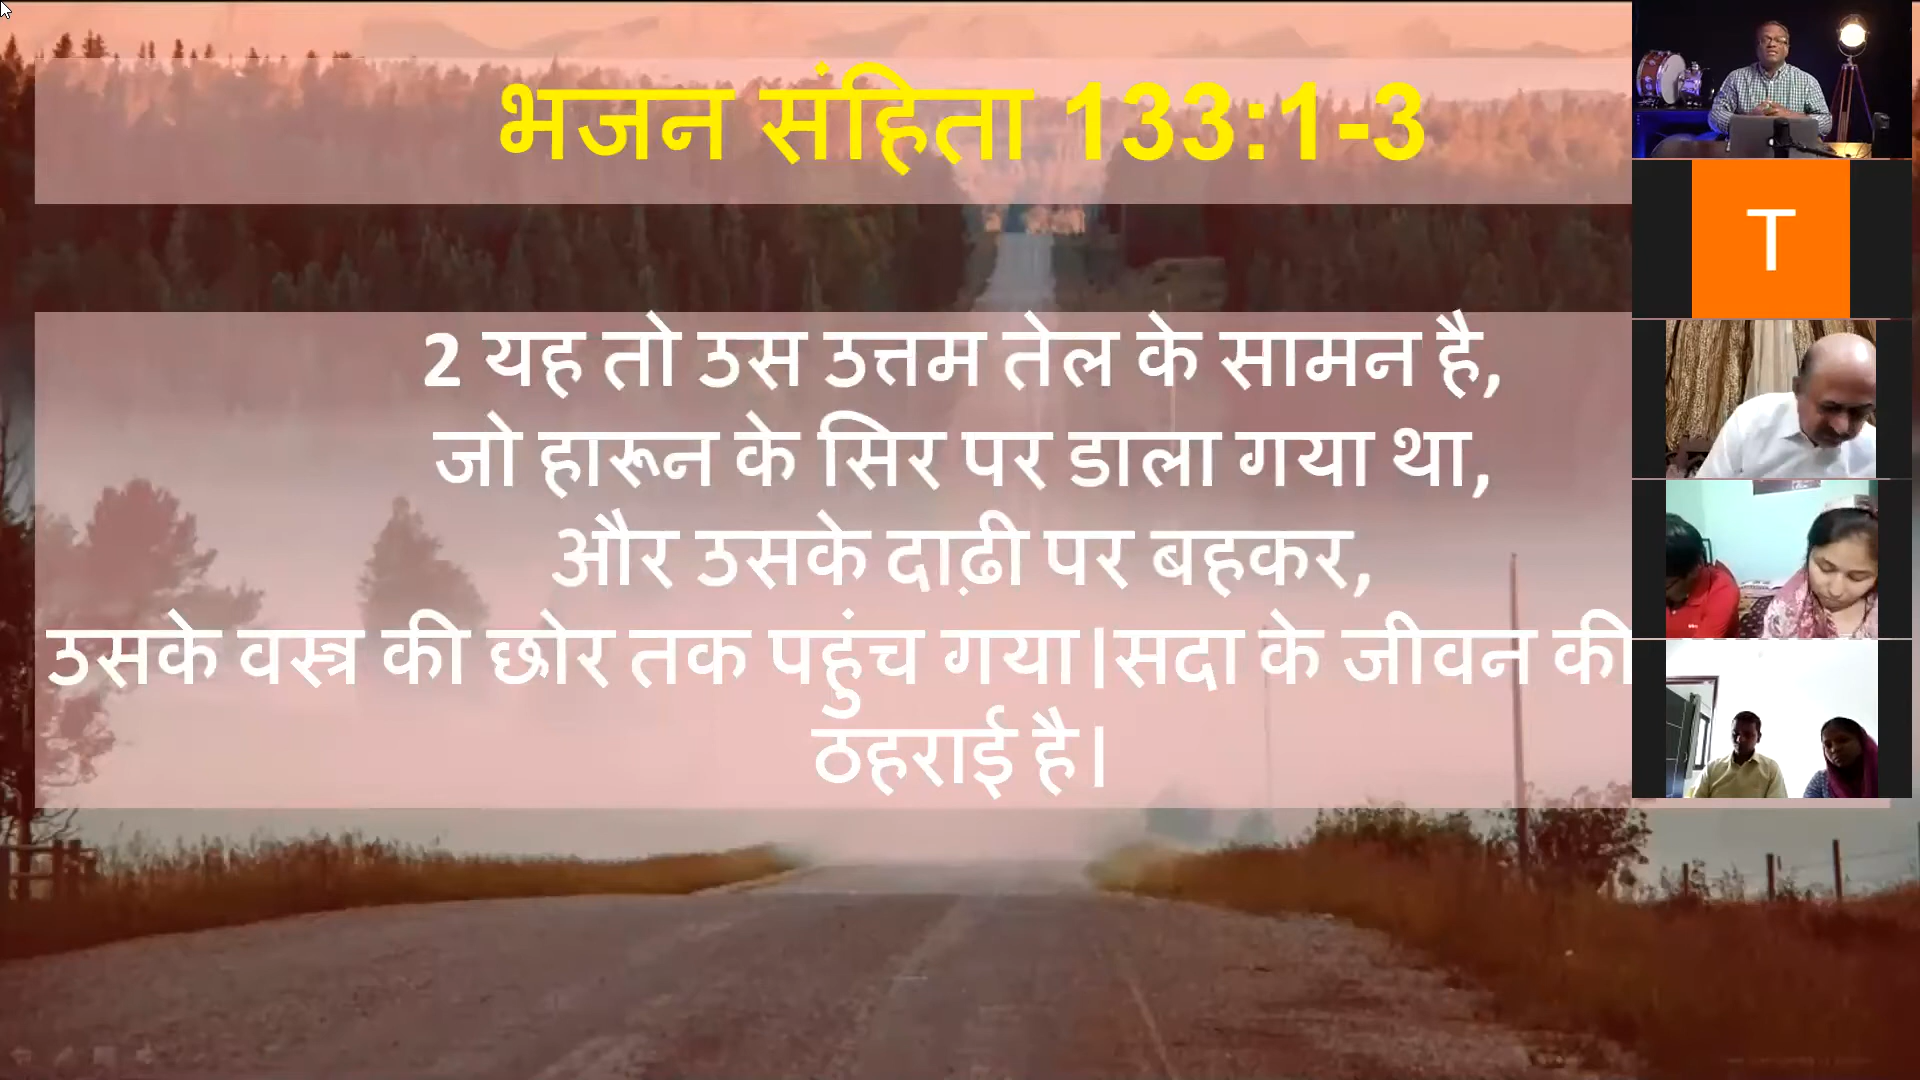 भजन संहिता 133:1-3
2 यह तो उस उत्तम तेल के सामन है,
जो हारून के सिर पर डाला गया था,
और उसके दाढ़ी पर बहकर,
उसके वस्त्र की छोर तक पहुंच गया।सदा के जीवन की
ठहराई है।
T